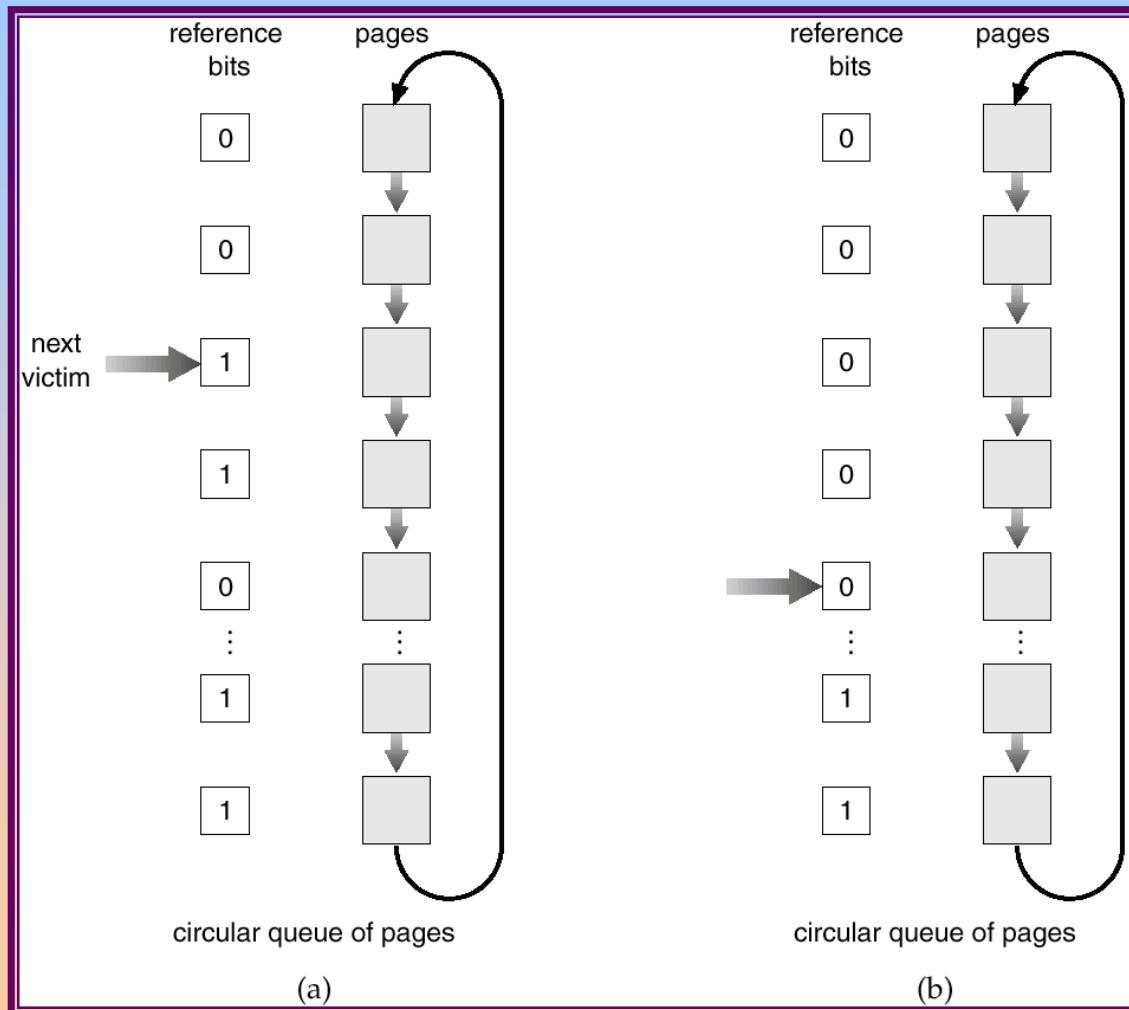 reference pages
bits
0
0
next
victim
1
1
0
⋮ ⋮
1
1
circular queue of pages
(a)
reference pages
bits
0
0
0
0
0
⋮ ⋮
1
1
circular queue of pages
(b)